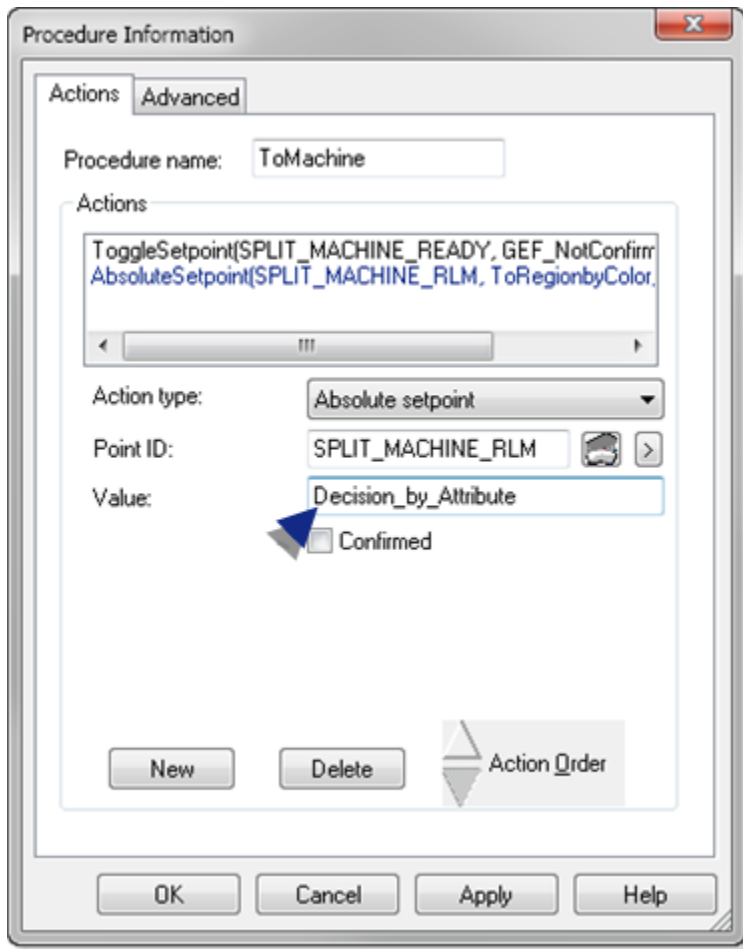 Procedure Information
Actions
Advanced
Procedure name:
ToMachine
Actions
ToggleSetpoint(SPLIT_MACHINE_READY, GEF_NotConfirm
AbsoluteSetpoint(SPLIT_MACHINE_RLM, ToRegionbyColor,
Action type:
Absolute setpoint
Point ID:
SPLIT_MACHINE_RLM
>
Value:
Decision_by_Attribute
Confirmed
New
Delete
Action Order
OK
Cancel
Apply
Help